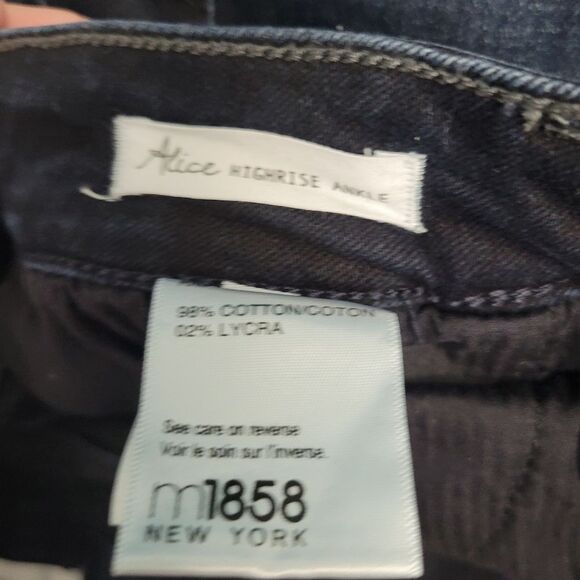 Alice HIGHRISE ANKLE
98% COTTON/COTON
02% LYCRA
See care on reverse
Voir le soin sur l'inverse.
m1858
NEW YORK